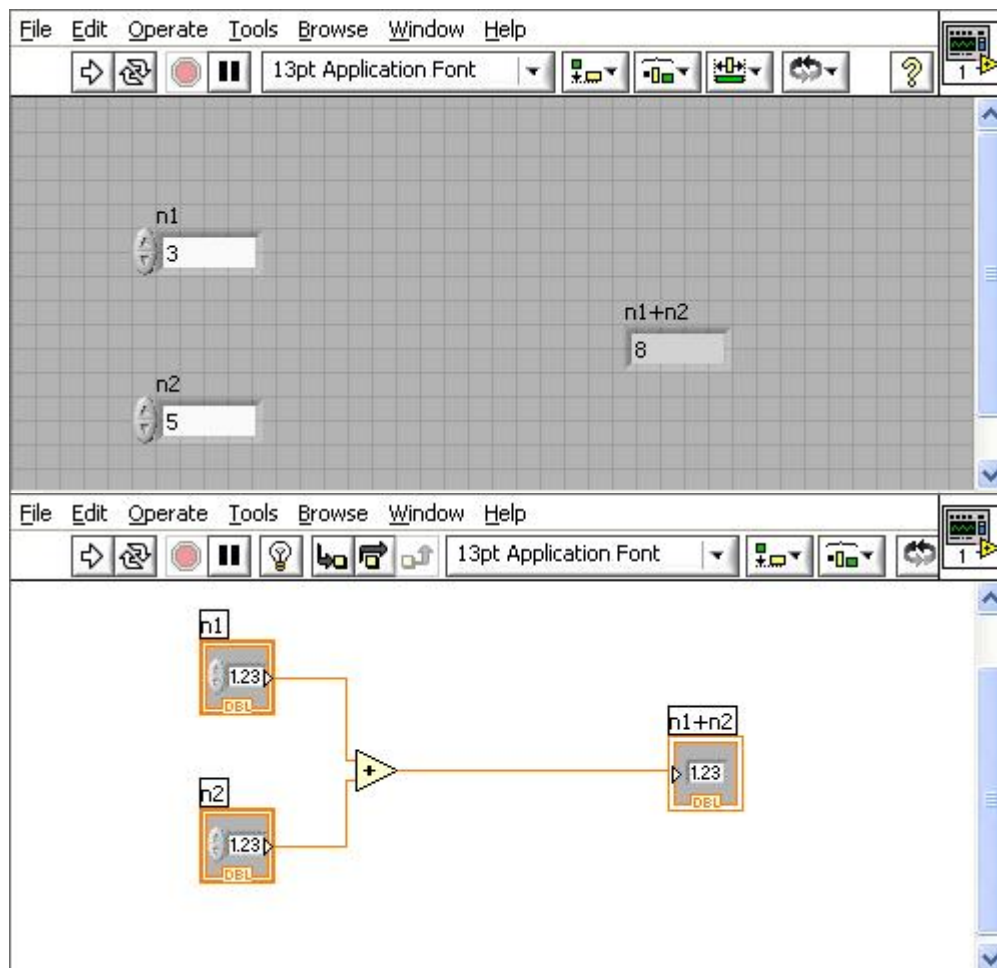 File Edit Operate Tools Browse Window Help
13pt Application Font
?
1
n1
3
n1+n2
8
n2
5
File Edit Operate Tools Browse Window Help
13pt Application Font
1
n1
1.23
DBL
n1+n2
+
1.23
DBL
n2
1.23
DBL